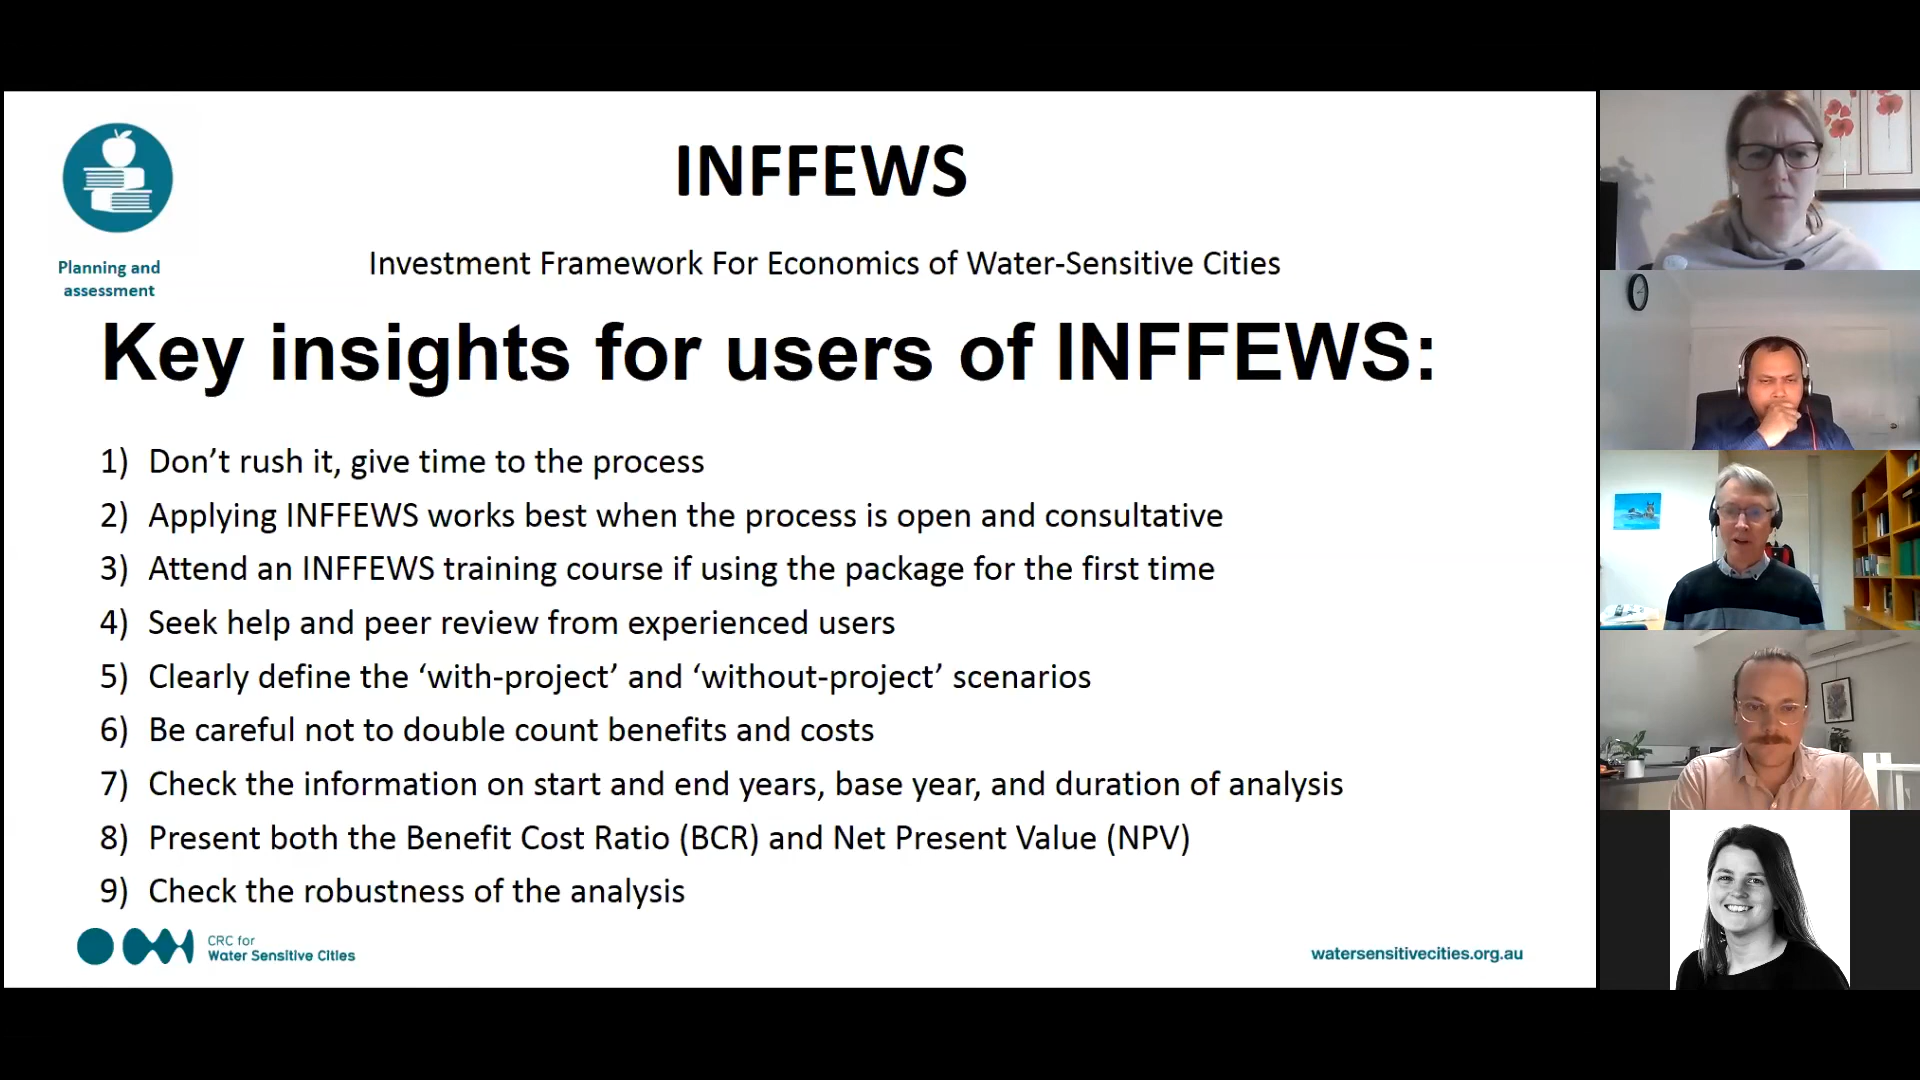 INFFEWS
Planning and
assessment
Investment Framework For Economics of Water-Sensitive Cities
Key insights for users of INFFEWS:
1) Don’t rush it, give time to the process
2) Applying INFFEWS works best when the process is open and consultative
3) Attend an INFFEWS training course if using the package for the first time
4) Seek help and peer review from experienced users
5) Clearly define the ‘with-project’ and ‘without-project’ scenarios
6) Be careful not to double count benefits and costs
7) Check the information on start and end years, base year, and duration of analysis
8) Present both the Benefit Cost Ratio (BCR) and Net Present Value (NPV)
9) Check the robustness of the analysis
CRC for
Water Sensitive Cities
watersensitivecities.org.au